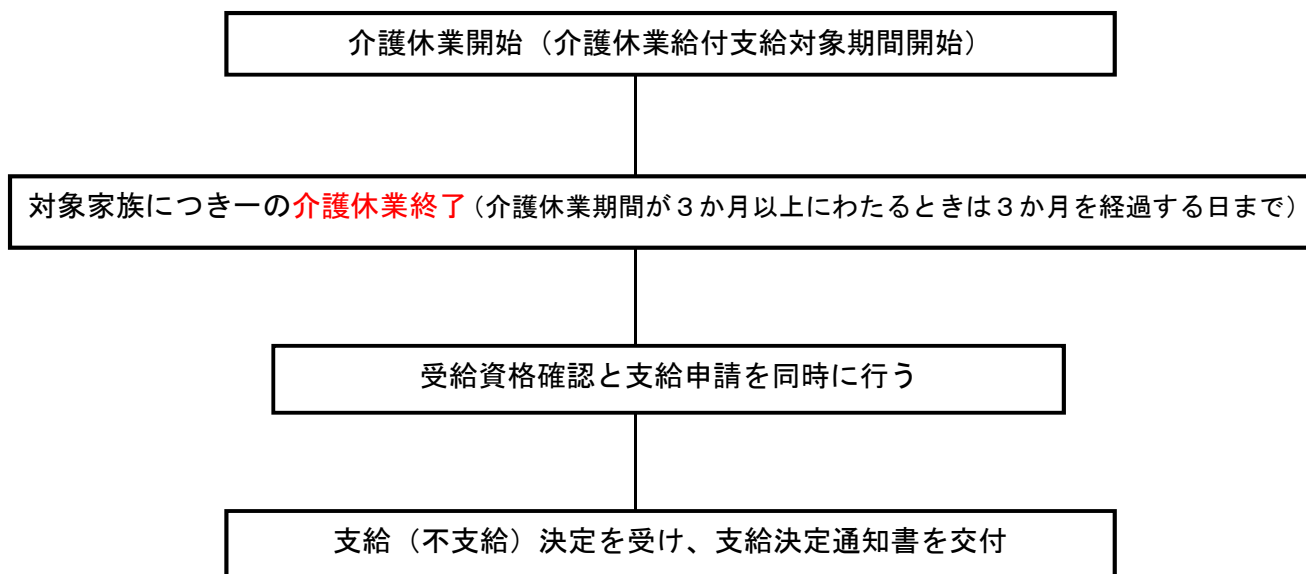 介護休業開始（介護休業給付支給対象期間開始）
対象家族につき一の介護休業終了（介護休業期間が３か月以上にわたるときは３か月を経過する日まで）
受給資格確認と支給申請を同時に行う
支給（不支給）決定を受け、支給決定通知書を交付